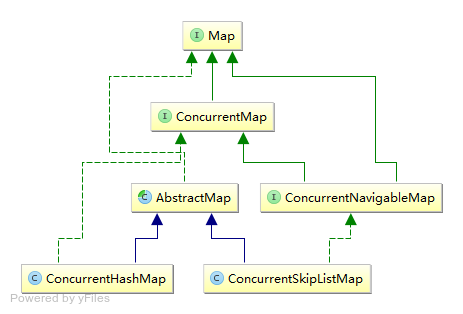 I Map
I ConcurrentMap
C AbstractMap
I ConcurrentNavigableMap
C ConcurrentHashMap
C ConcurrentSkipListMap
Powered by yFiles